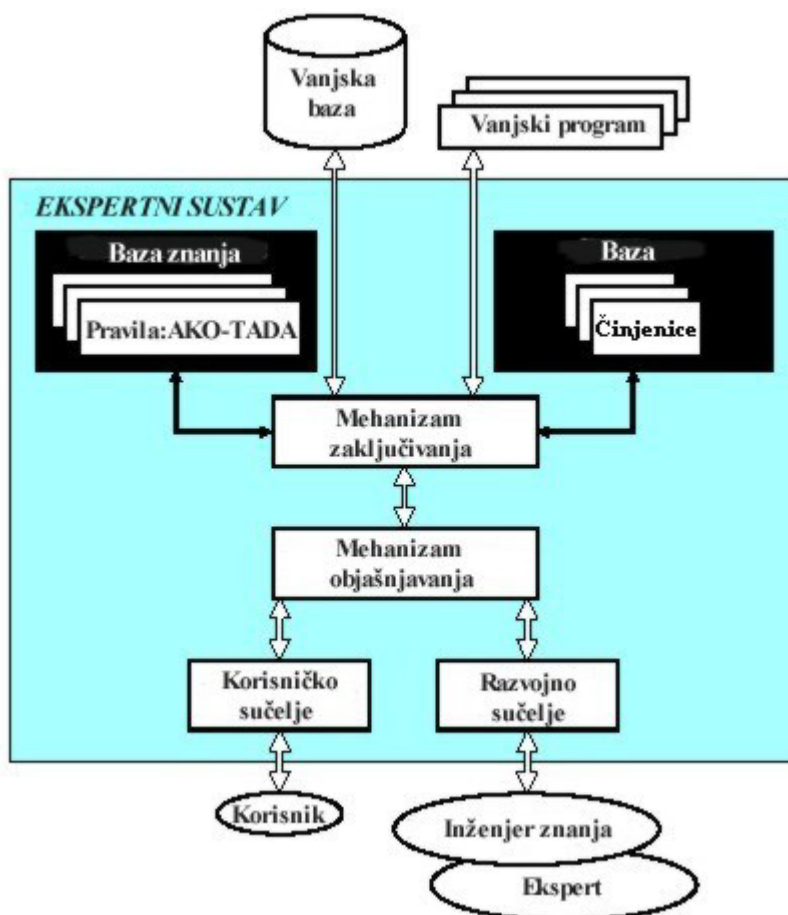 Vanjska
baza
Vanjski program
EKSPERTNI SUSTAV
Baza znanja
Pravila:AKO-TADA
Baza
Činjenice
Mehanizam
zaključivanja
Mehanizam
objašnjavanja
Korisničko
sučelje
Razvojno
sučelje
Korisnik
Inženjer znanja
Ekspert